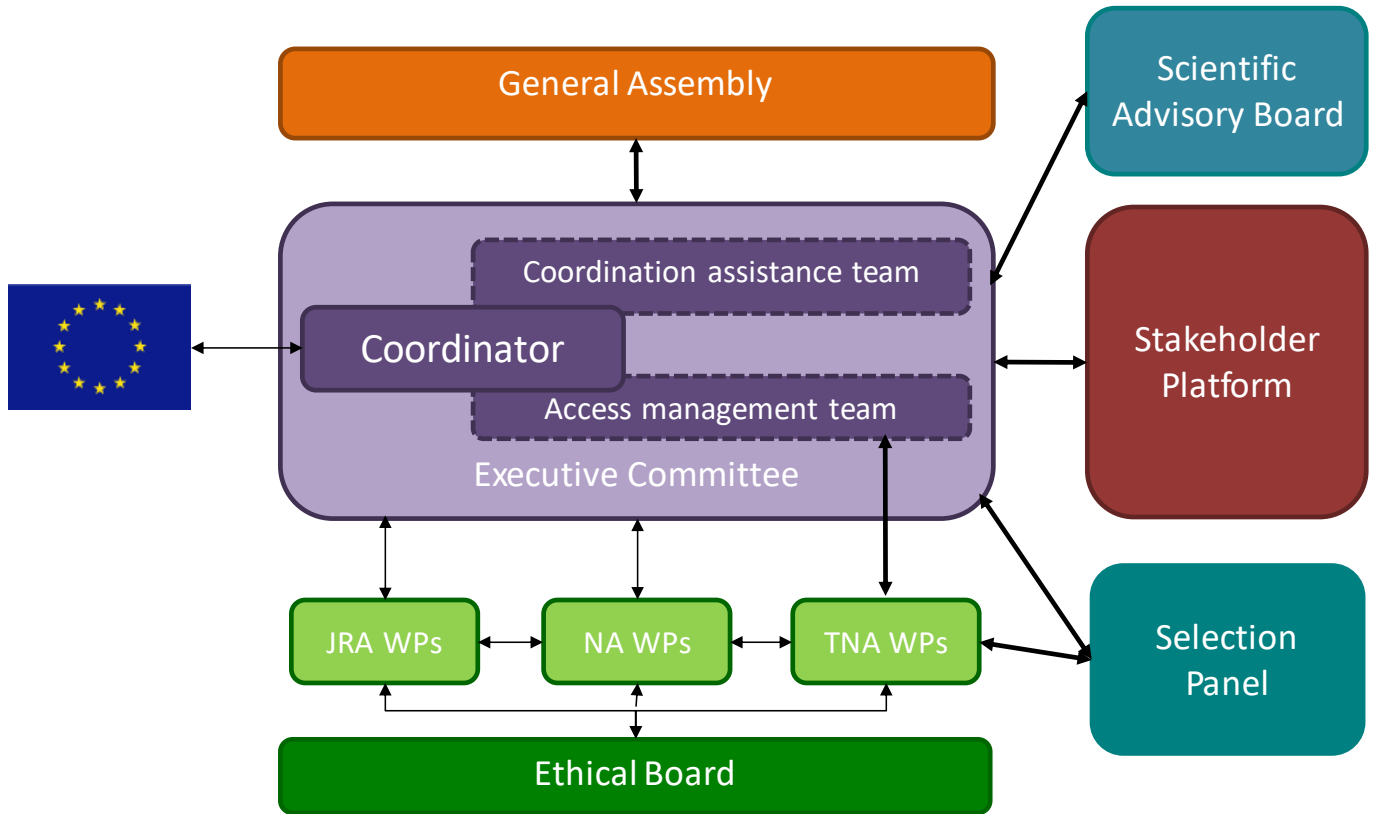 General Assembly
Scientific
Advisory Board
Coordination assistance team
Coordinator
Access management team
Executive Committee
Stakeholder
Platform
JRA WPs
NA WPs
TNA WPs
Selection
Panel
Ethical Board